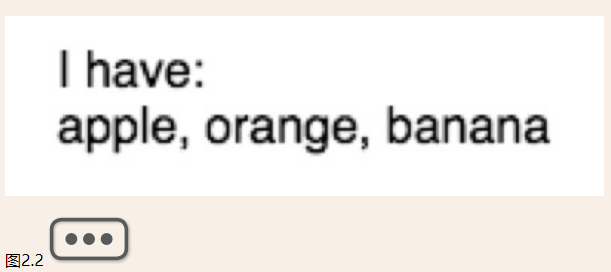 I have:
apple, orange, banana
图2.2